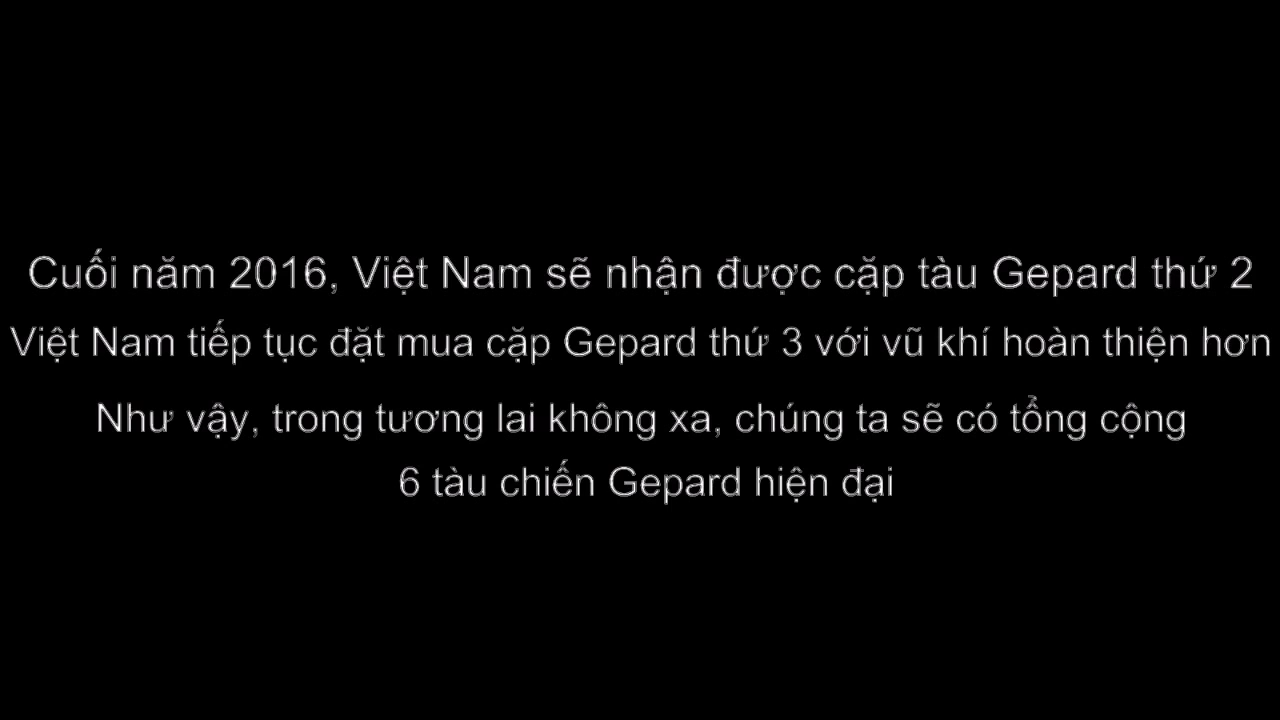 Cuối năm 2016, Việt Nam sẽ nhận được cặp tàu Gepard thứ 2
Việt Nam tiếp tục đặt mua cặp Gepard thứ 3 với vũ khí hoàn thiện hơn
Như vậy, trong tương lai không xa, chúng ta sẽ có tổng cộng
6 tàu chiến Gepard hiện đại